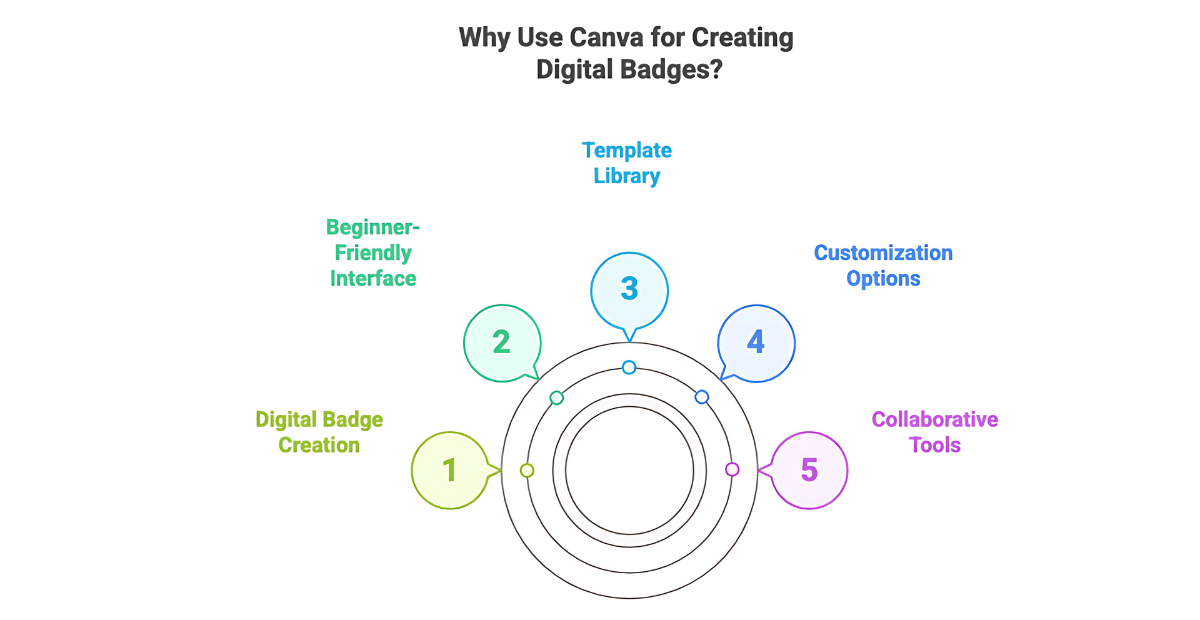 Why Use Canva for Creating
Digital Badges?
Template
Library
Beginner-
Friendly
Interface
Customization
Options
3
2
4
Digital Badge
Creation
Collaborative
Tools
1
5